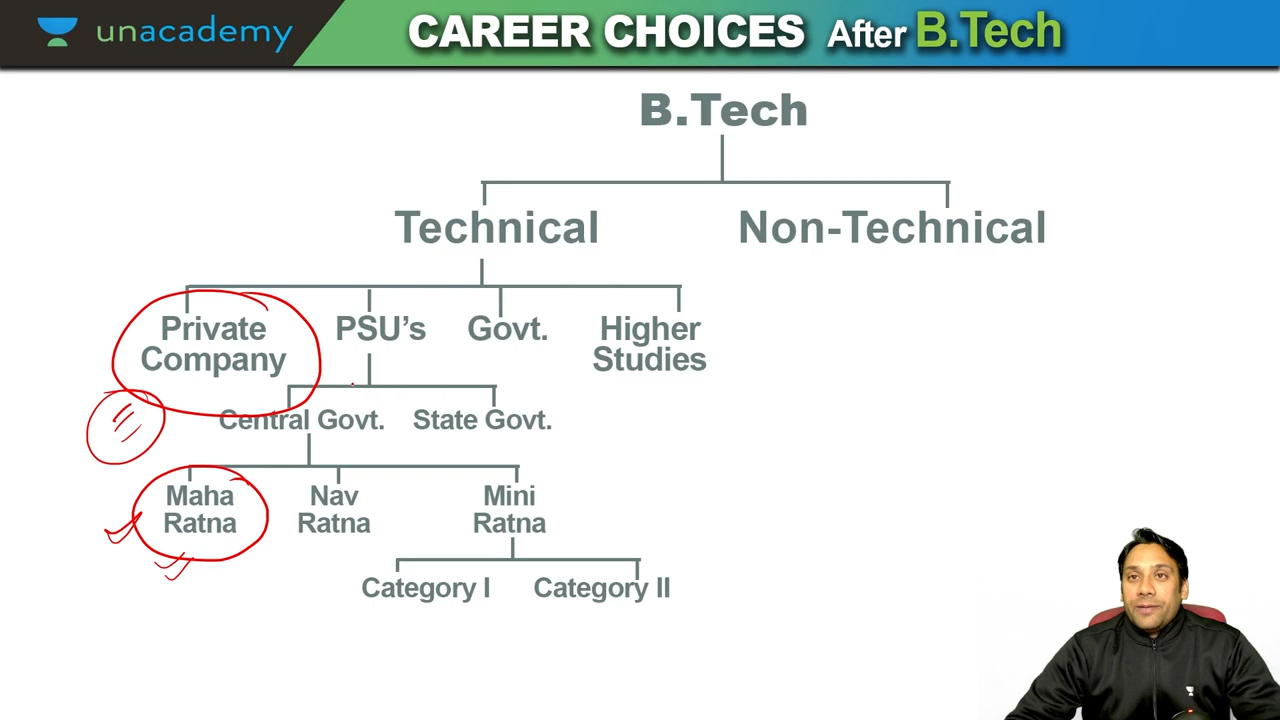 unacademy
CAREER CHOICES After B.Tech
B.Tech
Technical
Non-Technical
Private
Company
PSU's
Govt.
Higher
Studies
Central Govt.
State Govt.
Maha
Ratna
Nav
Ratna
Mini
Ratna
Category I
Category II